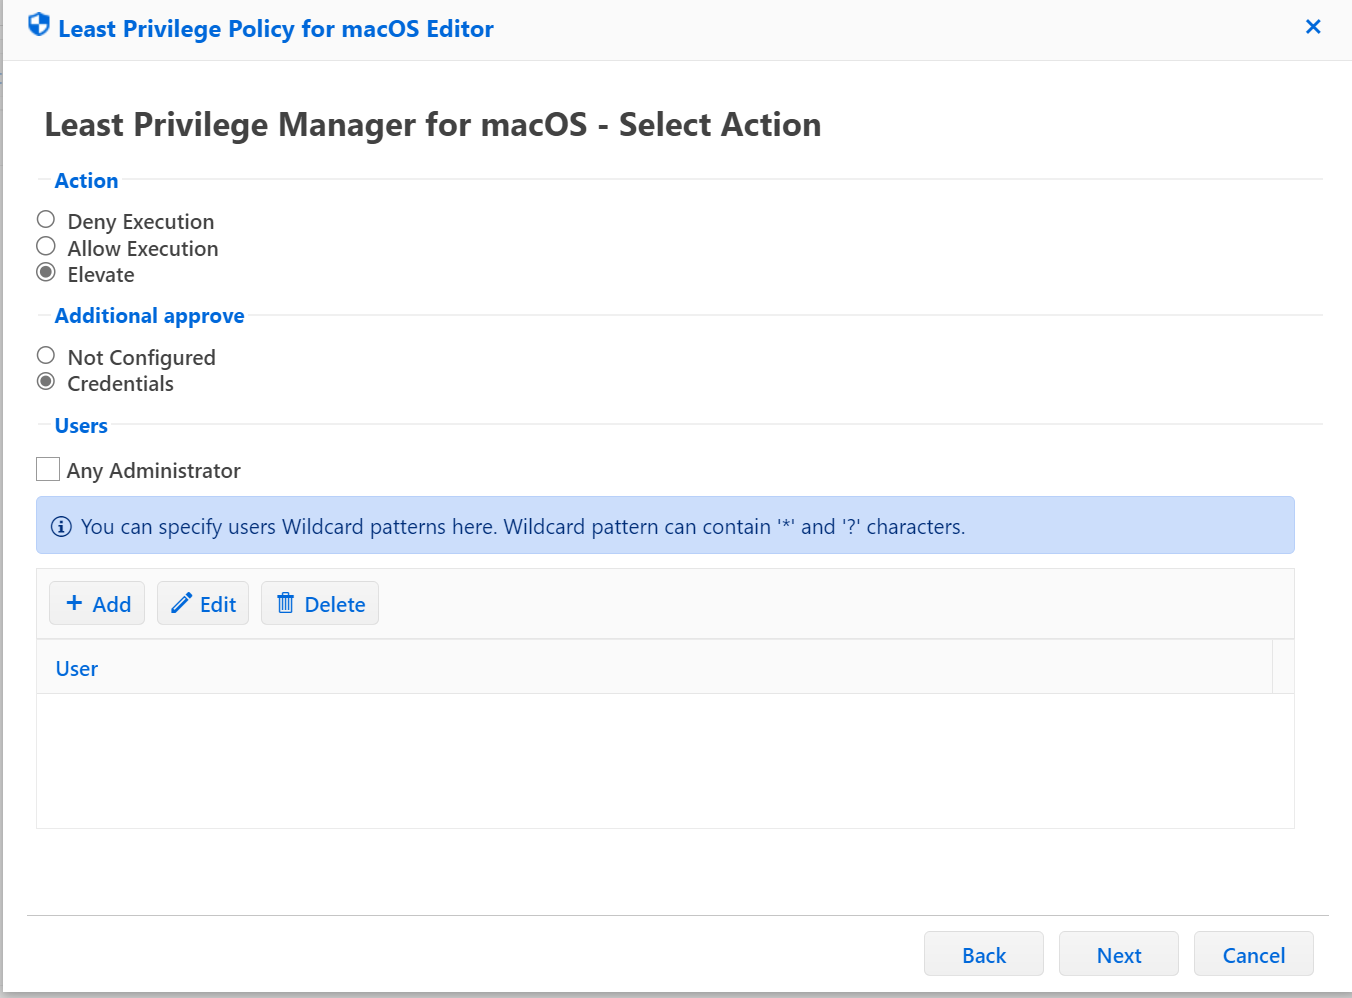 Least Privilege Policy for macOS Editor
Least Privilege Manager for macOS - Select Action
Action
Deny Execution
Allow Execution
Elevate
Additional approve
Not Configured
Credentials
Users
Any Administrator
You can specify users Wildcard patterns here. Wildcard pattern can contain '*' and '?' characters.
Add Edit Delete
User
Back Next Cancel